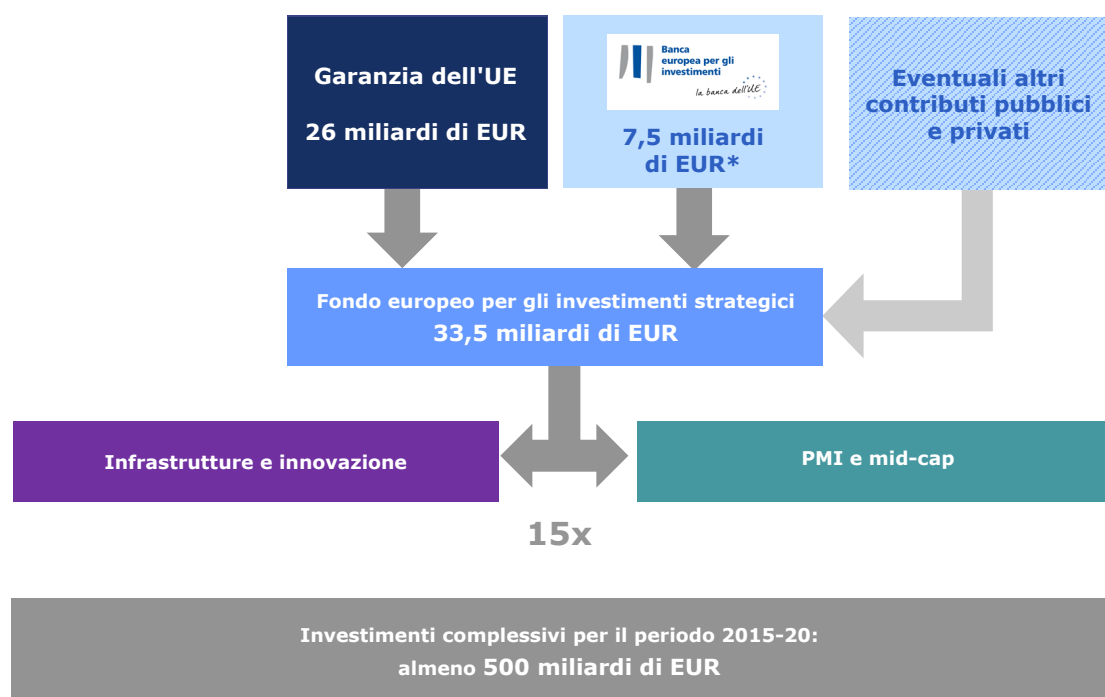 Garanzia dell'UE
26 miliardi di EUR
Banca
europea per gli
investimenti
la banca dell'UE
7,5 miliardi
di EUR*
Eventuali altri
contributi pubblici
e privati
Fondo europeo per gli investimenti strategici
33,5 miliardi di EUR
Infrastrutture e innovazione
PMI e mid-cap
15x
Investimenti complessivi per il periodo 2015-20:
almeno 500 miliardi di EUR